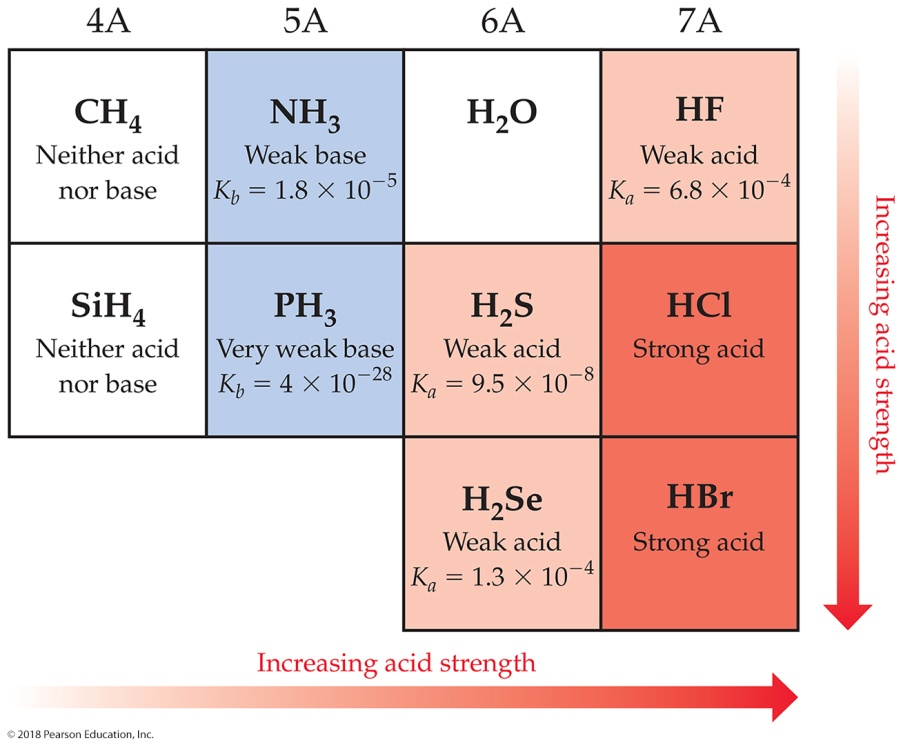 4A 5A 6A 7A
CH₄
Neither acid
nor base
NH₃
Weak base
K_b = 1.8 × 10⁻⁵
H₂O
HF
Weak acid
Kₐ = 6.8 × 10⁻⁴
SiH₄
Neither acid
nor base
PH₃
Very weak base
K_b = 4 × 10⁻²⁸
H₂S
Weak acid
Kₐ = 9.5 × 10⁻⁸
HCl
Strong acid
H₂Se
Weak acid
Kₐ = 1.3 × 10⁻⁴
HBr
Strong acid
Increasing acid strength
Increasing acid strength
© 2018 Pearson Education, Inc.